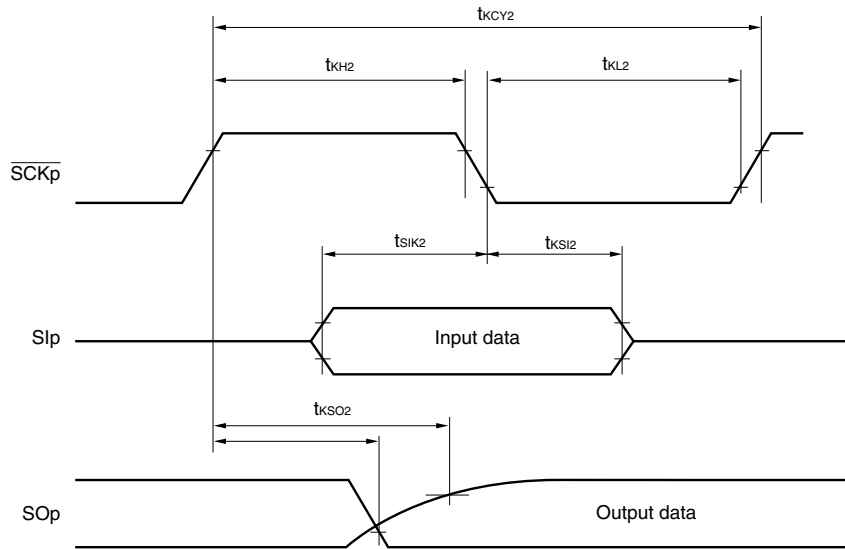 tKCY2
tKH2
tKL2
SCKp
tSIK2
tKSI2
SIp
Input data
tKSO2
SOp
Output data